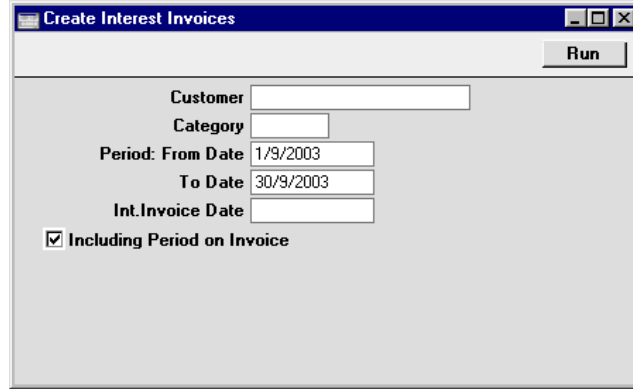 Create Interest Invoices
Run
Customer
Category
Period: From Date 1/9/2003
To Date 30/9/2003
Int.Invoice Date
Including Period on Invoice